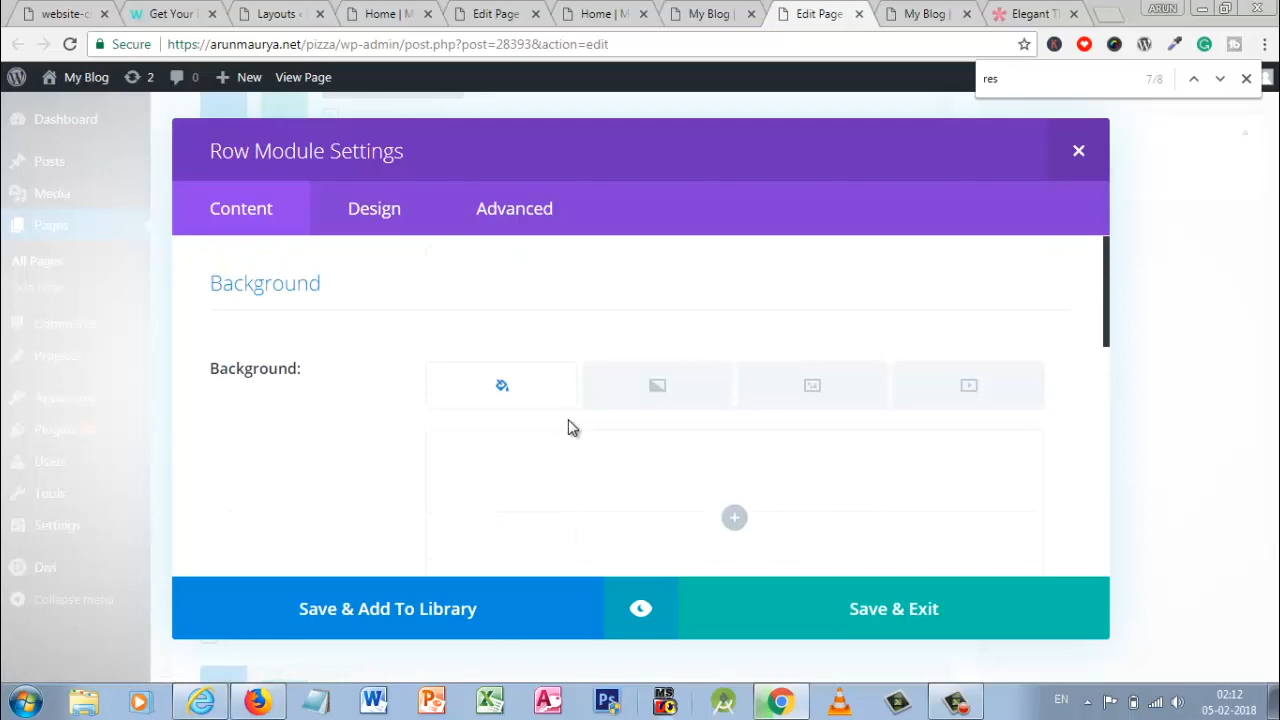 website-c
Get Your
Layouts
Home | M
Edit Page
Home | M
My Blog |
Edit Page
My Blog |
Elegant T
ARUN
Secure
https://arunmaurya.net/pizza/wp-admin/post.php?post=28393&action=edit
My Blog
2
0
New
View Page
res
7/8
Dashboard
Posts
Media
Pages
All Pages
Add New
Comments
Projects
Appearance
Plugins
Users
Tools
Settings
Divi
Collapse menu
Row Module Settings
Content
Design
Advanced
Background
Background:
Save & Add To Library
Save & Exit
EN
02:12
05-02-2018